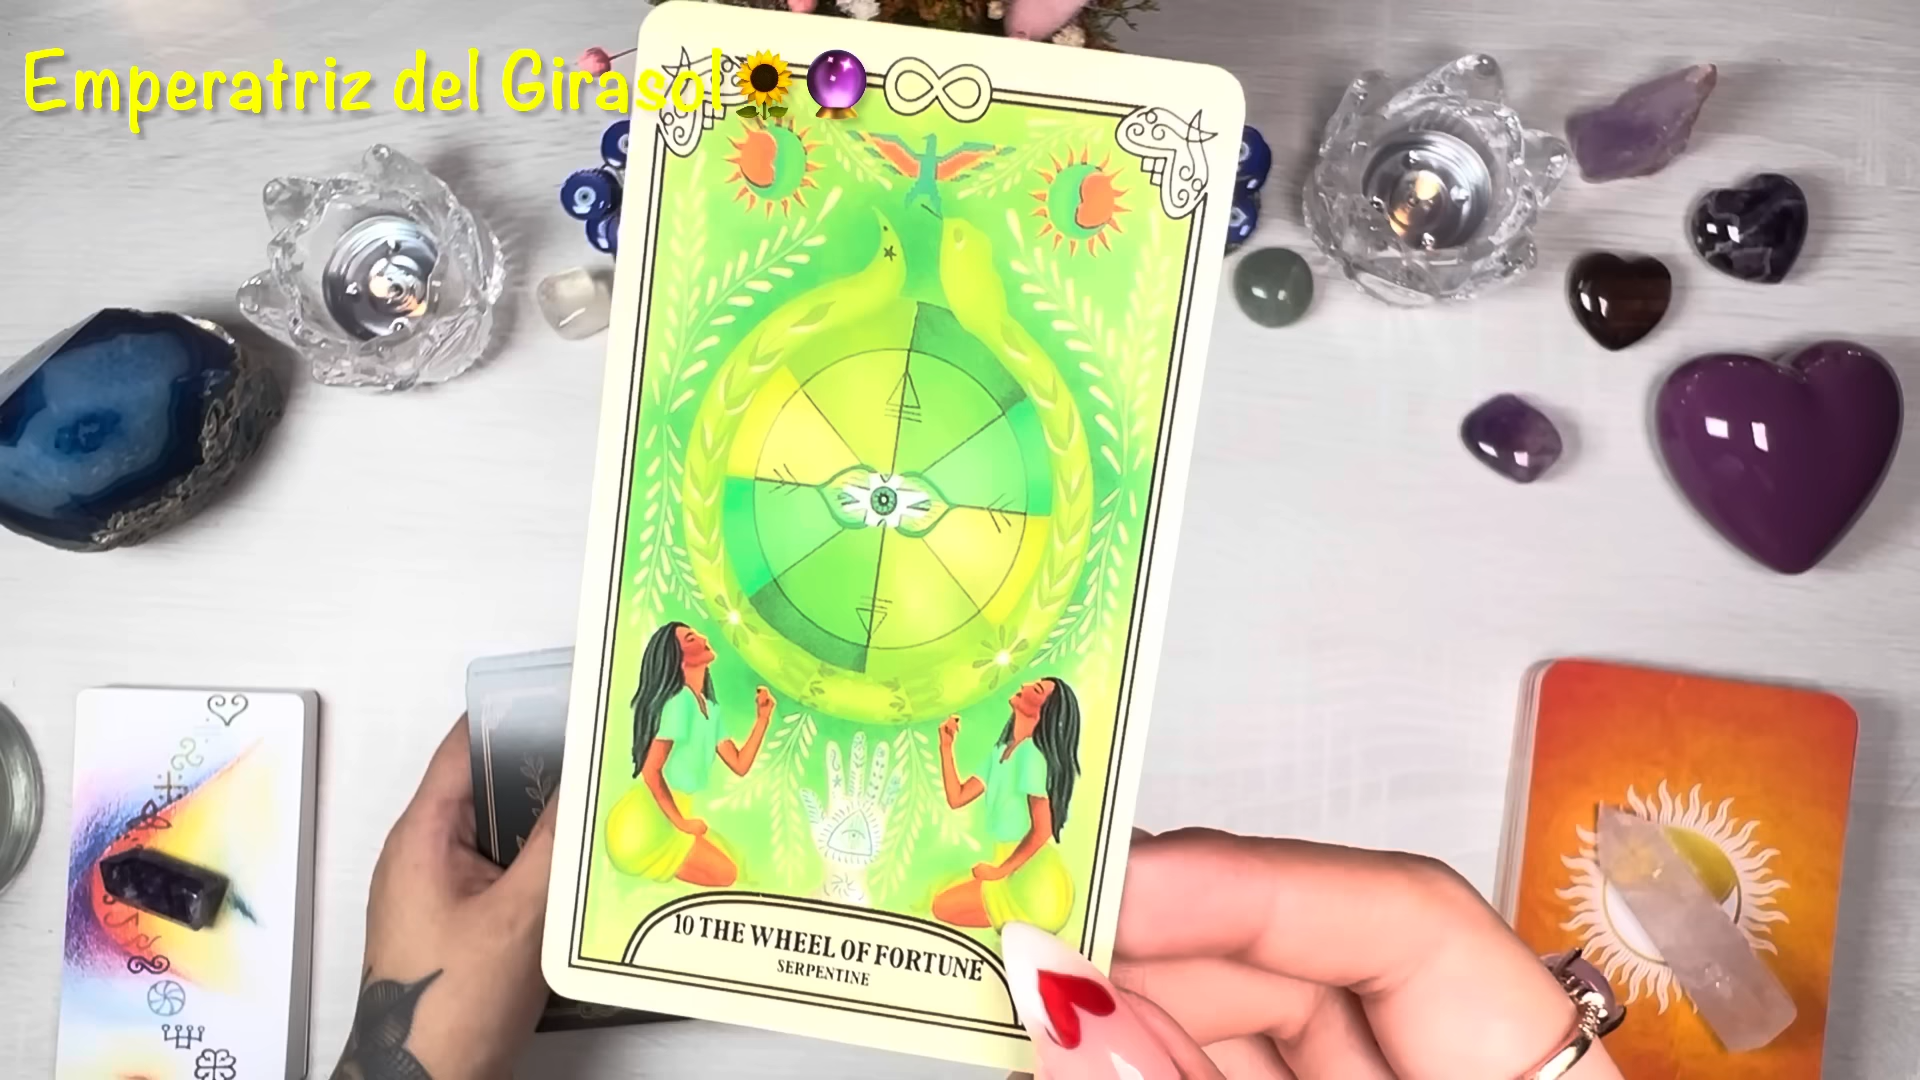 Emperatriz del Girasol🌻🔮
10 THE WHEEL OF FORTUNE
SERPENTINE